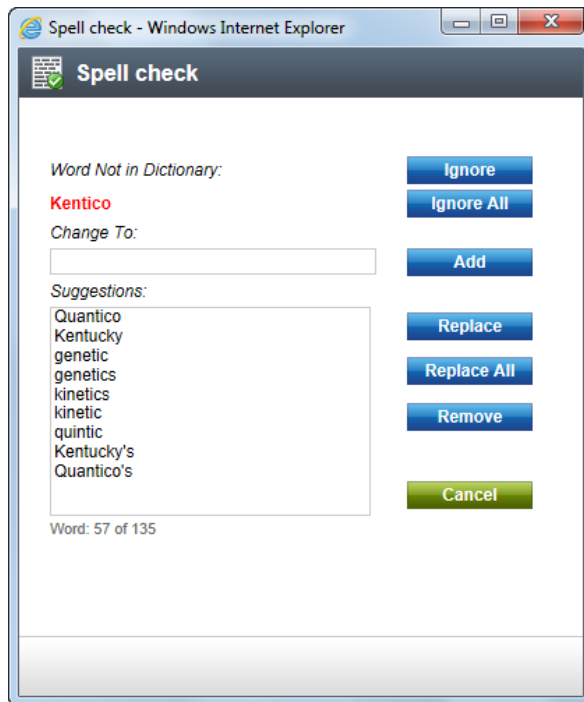 Spell check - Windows Internet Explorer
Spell check
Word Not in Dictionary:
Ignore
Kentico
Ignore All
Change To:
Add
Suggestions:
Quantico
Kentucky
genetic
genetics
kinetics
kinetic
quintic
Kentucky's
Quantico's
Replace
Replace All
Remove
Cancel
Word: 57 of 135